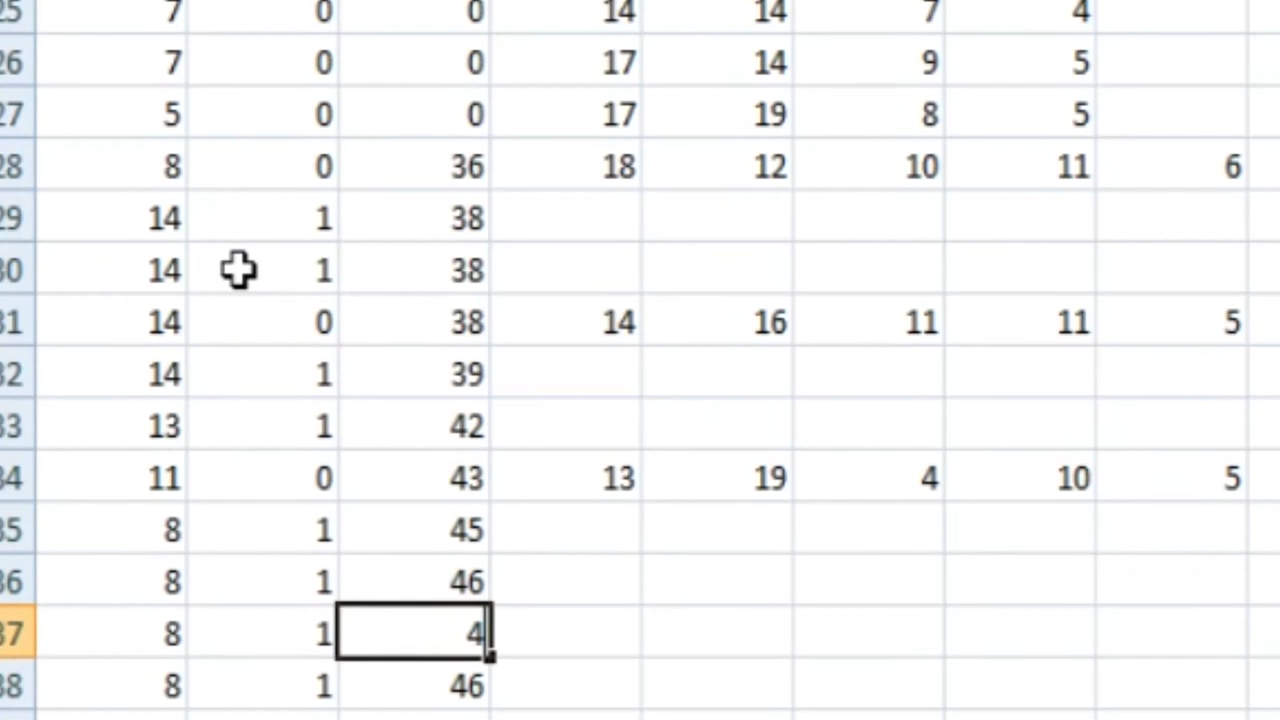 25 7 0 0 14 14 7 4
26 7 0 0 17 14 9 5
27 5 0 0 17 19 8 5
28 8 0 36 18 12 10 11 6
29 14 1 38
30 14 1 38
31 14 0 38 14 16 11 11 5
32 14 1 39
33 13 1 42
34 11 0 43 13 19 4 10 5
35 8 1 45
36 8 1 46
37 8 1 4
38 8 1 46